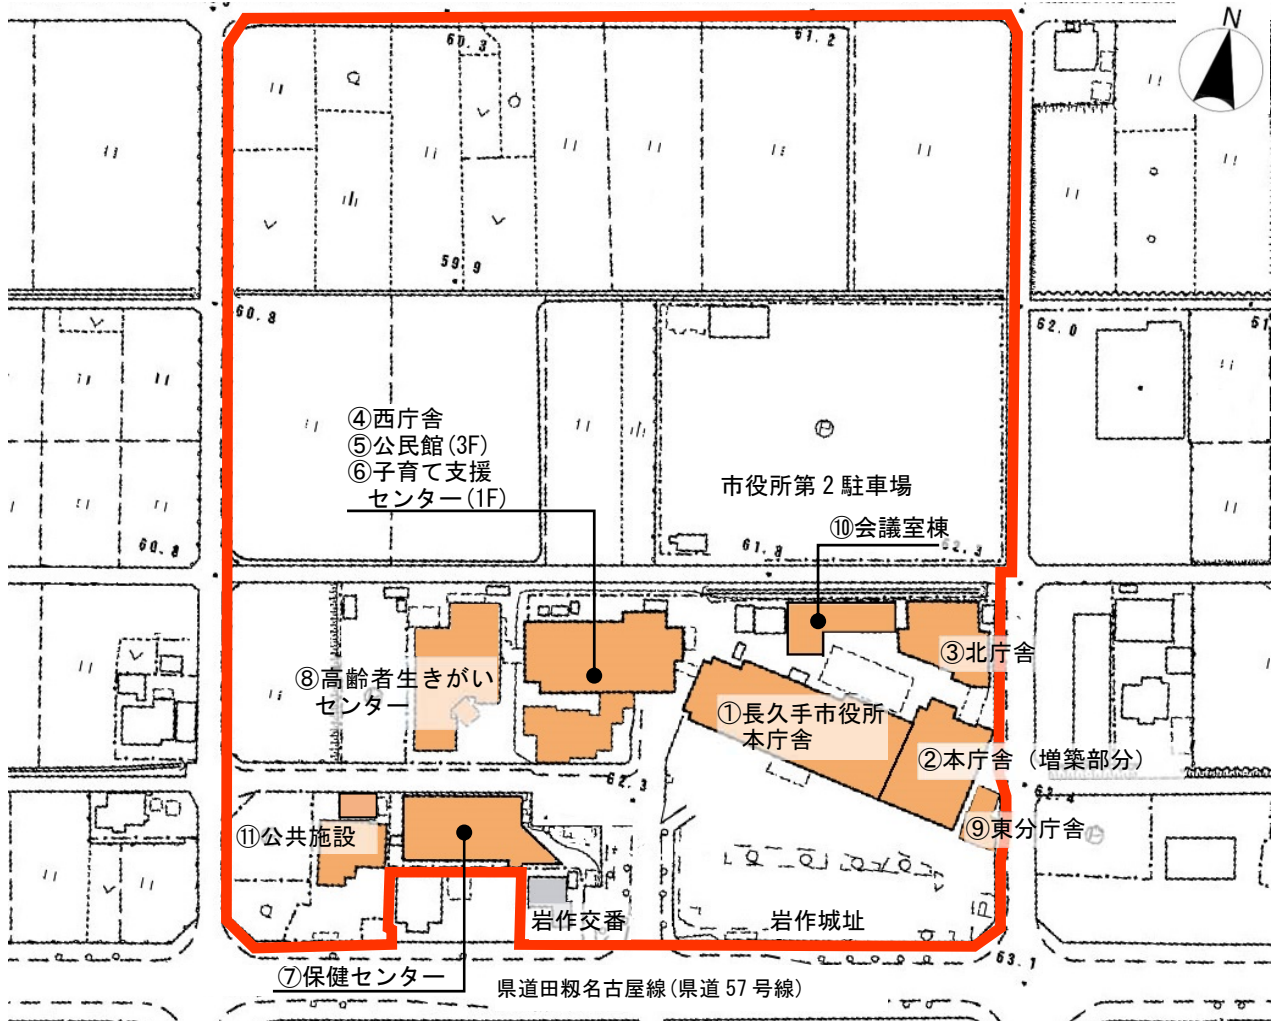 N
60.3
61.2
59.9
60.8
62.0
④西庁舎
⑤公民館(3F)
⑥子育て支援
センター(1F)
市役所第2駐車場
P
⑩会議室棟
60.8
61.8
62.3
③北庁舎
⑧高齢者生きがい
センター
①長久手市役所
本庁舎
②本庁舎（増築部分）
62.3
62.4
⑪公共施設
⑨東分庁舎
岩作交番
岩作城址
63.1
⑦保健センター
県道田籾名古屋線(県道57号線)